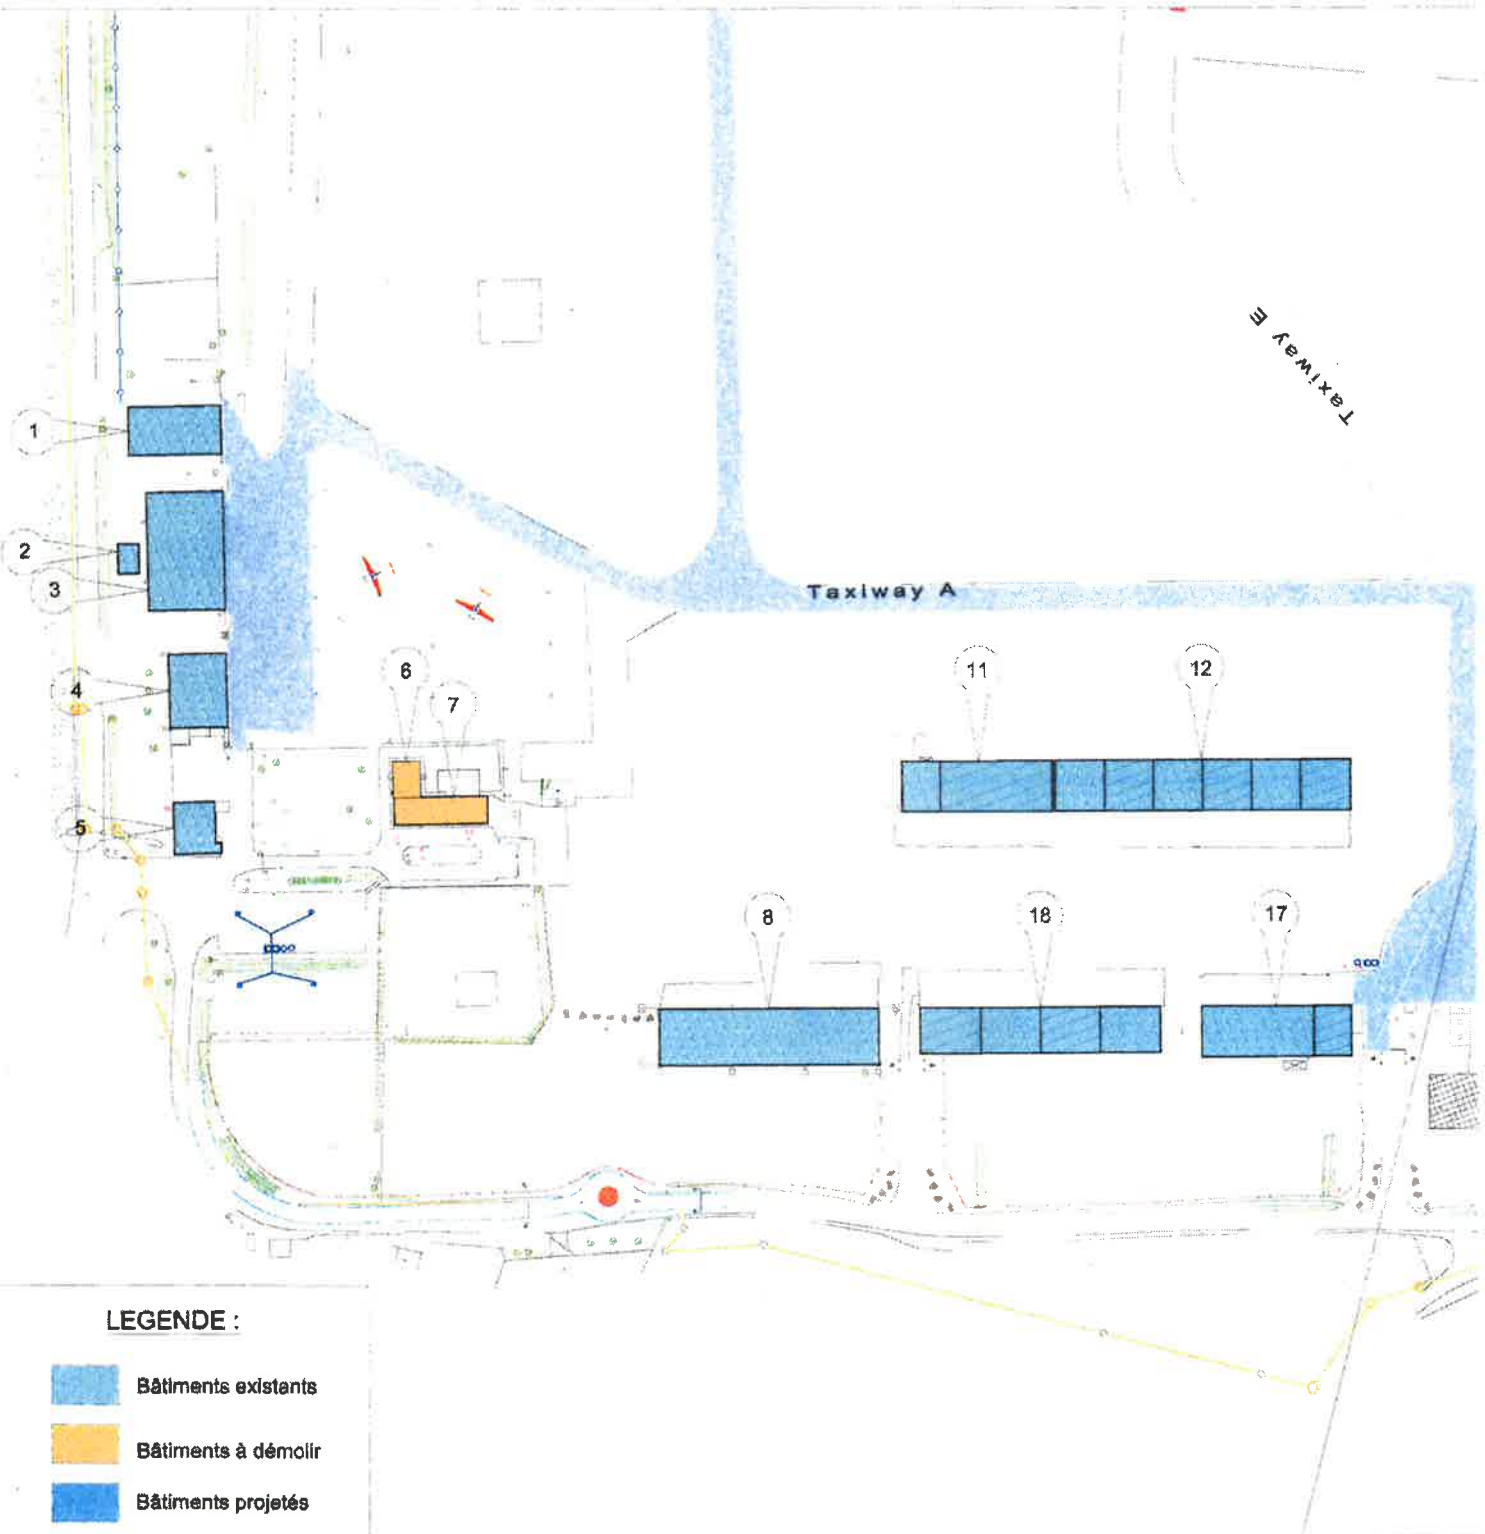 Taxiway E
1
2
3
Taxiway A
4
6
7
11
12
5
8
18
17
LEGENDE :
Bâtiments existants
Bâtiments à démolir
Bâtiments projetés